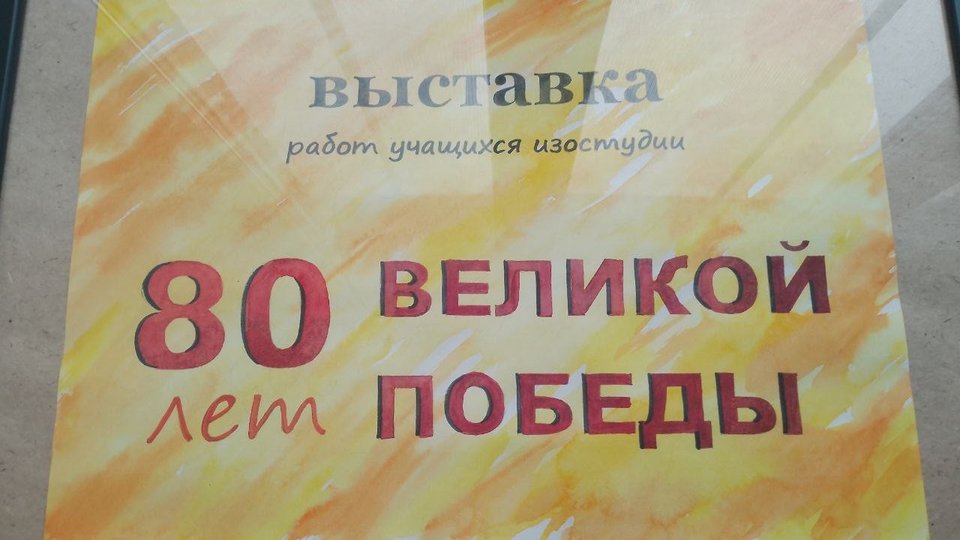 выставка
работ учащихся изостудии
80 ВЕЛИКОЙ
лет ПОБЕДЫ